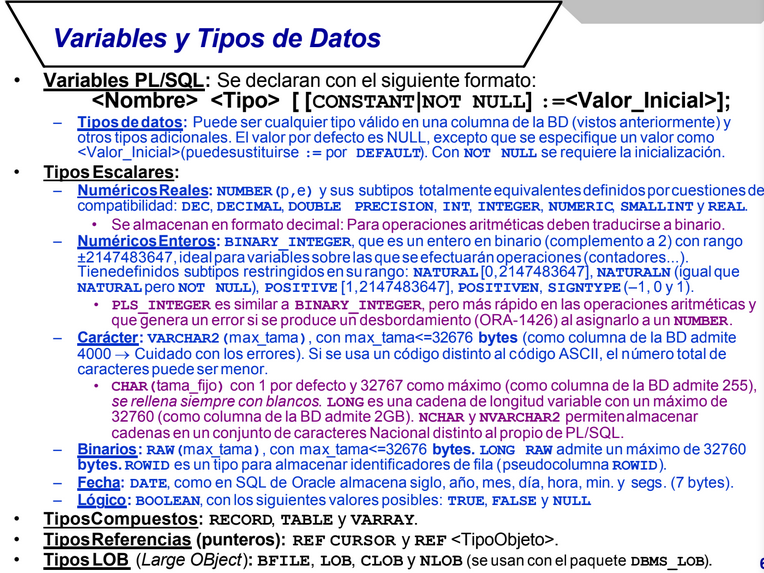 Variables y Tipos de Datos
• Variables PL/SQL: Se declaran con el siguiente formato:
<Nombre> <Tipo> [ [CONSTANT|NOT NULL] :=<Valor_Inicial>];
– Tipos de datos: Puede ser cualquier tipo válido en una columna de la BD (vistos anteriormente) y
otros tipos adicionales. El valor por defecto es NULL, excepto que se especifique un valor como
<Valor_Inicial>(puede sustituirse := por DEFAULT). Con NOT NULL se requiere la inicialización.
• Tipos Escalares:
– Numéricos Reales: NUMBER(p,e) y sus subtipos totalmente equivalentes definidos por cuestiones de
compatibilidad: DEC, DECIMAL, DOUBLE PRECISION, INT, INTEGER, NUMERIC, SMALLINT y REAL.
• Se almacenan en formato decimal: Para operaciones aritméticas deben traducirse a binario.
– Numéricos Enteros: BINARY_INTEGER, que es un entero en binario (complemento a 2) con rango
±2147483647, ideal para variables sobre las que se efectuarán operaciones (contadores...).
Tiene definidos subtipos restringidos en su rango: NATURAL [0, 2147483647], NATURALN (igual que
NATURAL pero NOT NULL), POSITIVE [1, 2147483647], POSITIVEN, SIGNTYPE (–1, 0 y 1).
• PLS_INTEGER es similar a BINARY_INTEGER, pero más rápido en las operaciones aritméticas y
que genera un error si se produce un desbordamiento (ORA-1426) al asignarlo a un NUMBER.
– Carácter: VARCHAR2(max_tama), con max_tama<=32676 bytes (como columna de la BD admite
4000 → Cuidado con los errores). Si se usa un código distinto al código ASCII, el número total de
caracteres puede ser menor.
• CHAR(tama_fijo) con 1 por defecto y 32767 como máximo (como columna de la BD admite 255),
se rellena siempre con blancos. LONG es una cadena de longitud variable con un máximo de
32760 (como columna de la BD admite 2GB). NCHAR y NVARCHAR2 permiten almacenar
cadenas en un conjunto de caracteres Nacional distinto al propio de PL/SQL.
– Binarios: RAW(max_tama), con max_tama<=32676 bytes. LONG RAW admite un máximo de 32760
bytes. ROWID es un tipo para almacenar identificadores de fila (pseudocolumna ROWID).
– Fecha: DATE, como en SQL de Oracle almacena siglo, año, mes, día, hora, min. y segs. (7 bytes).
– Lógico: BOOLEAN, con los siguientes valores posibles: TRUE, FALSE y NULL
• Tipos Compuestos: RECORD, TABLE y VARRAY.
• Tipos Referencias (punteros): REF CURSOR y REF <TipoObjeto>.
• Tipos LOB (Large OBject): BFILE, LOB, CLOB y NLOB (se usan con el paquete DBMS_LOB).